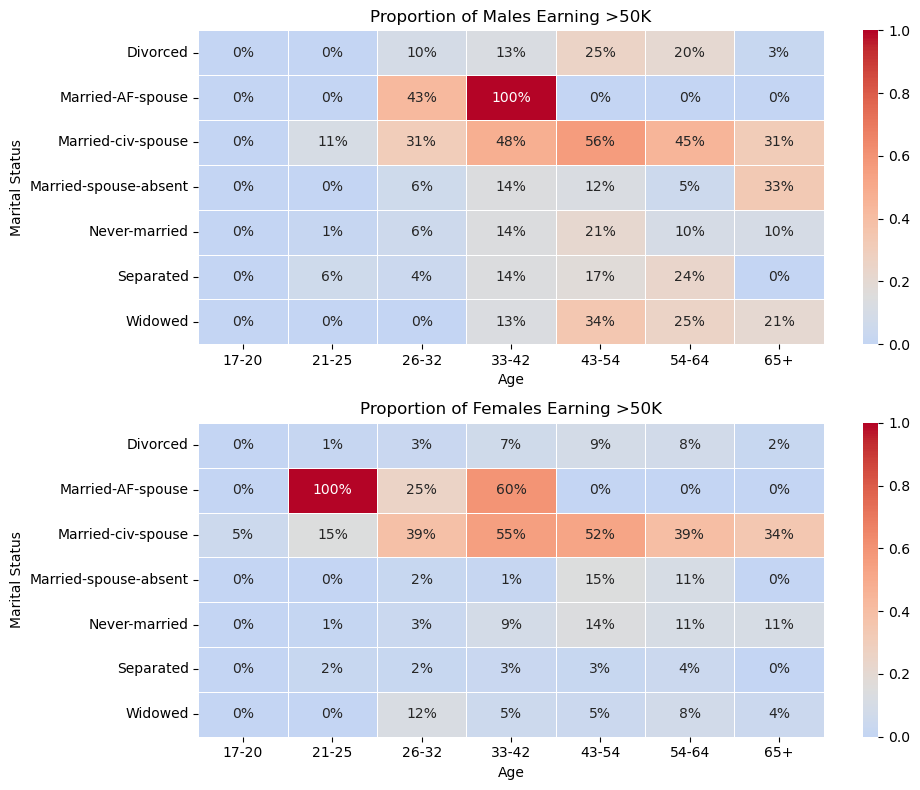 Proportion of Males Earning >50K
Marital Status
Divorced 0% 0% 10% 13% 25% 20% 3%
Married-AF-spouse 0% 0% 43% 100% 0% 0% 0%
Married-civ-spouse 0% 11% 31% 48% 56% 45% 31%
Married-spouse-absent 0% 0% 6% 14% 12% 5% 33%
Never-married 0% 1% 6% 14% 21% 10% 10%
Separated 0% 6% 4% 14% 17% 24% 0%
Widowed 0% 0% 0% 13% 34% 25% 21%
17-20 21-25 26-32 33-42 43-54 54-64 65+
Age
1.0
0.8
0.6
0.4
0.2
0.0
Proportion of Females Earning >50K
Marital Status
Divorced 0% 1% 3% 7% 9% 8% 2%
Married-AF-spouse 0% 100% 25% 60% 0% 0% 0%
Married-civ-spouse 5% 15% 39% 55% 52% 39% 34%
Married-spouse-absent 0% 0% 2% 1% 15% 11% 0%
Never-married 0% 1% 3% 9% 14% 11% 11%
Separated 0% 2% 2% 3% 3% 4% 0%
Widowed 0% 0% 12% 5% 5% 8% 4%
17-20 21-25 26-32 33-42 43-54 54-64 65+
Age
1.0
0.8
0.6
0.4
0.2
0.0